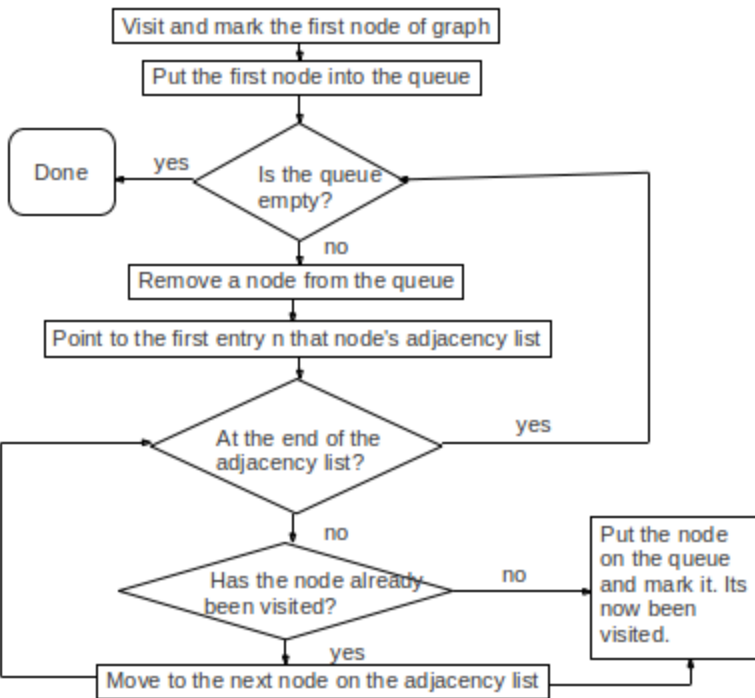 Visit and mark the first node of graph
Put the first node into the queue
Done
yes
Is the queue
empty?
no
Remove a node from the queue
Point to the first entry n that node's adjacency list
At the end of the
adjacency list?
yes
no
Has the node already
been visited?
no
Put the node
on the queue
and mark it. Its
now been
visited.
yes
Move to the next node on the adjacency list